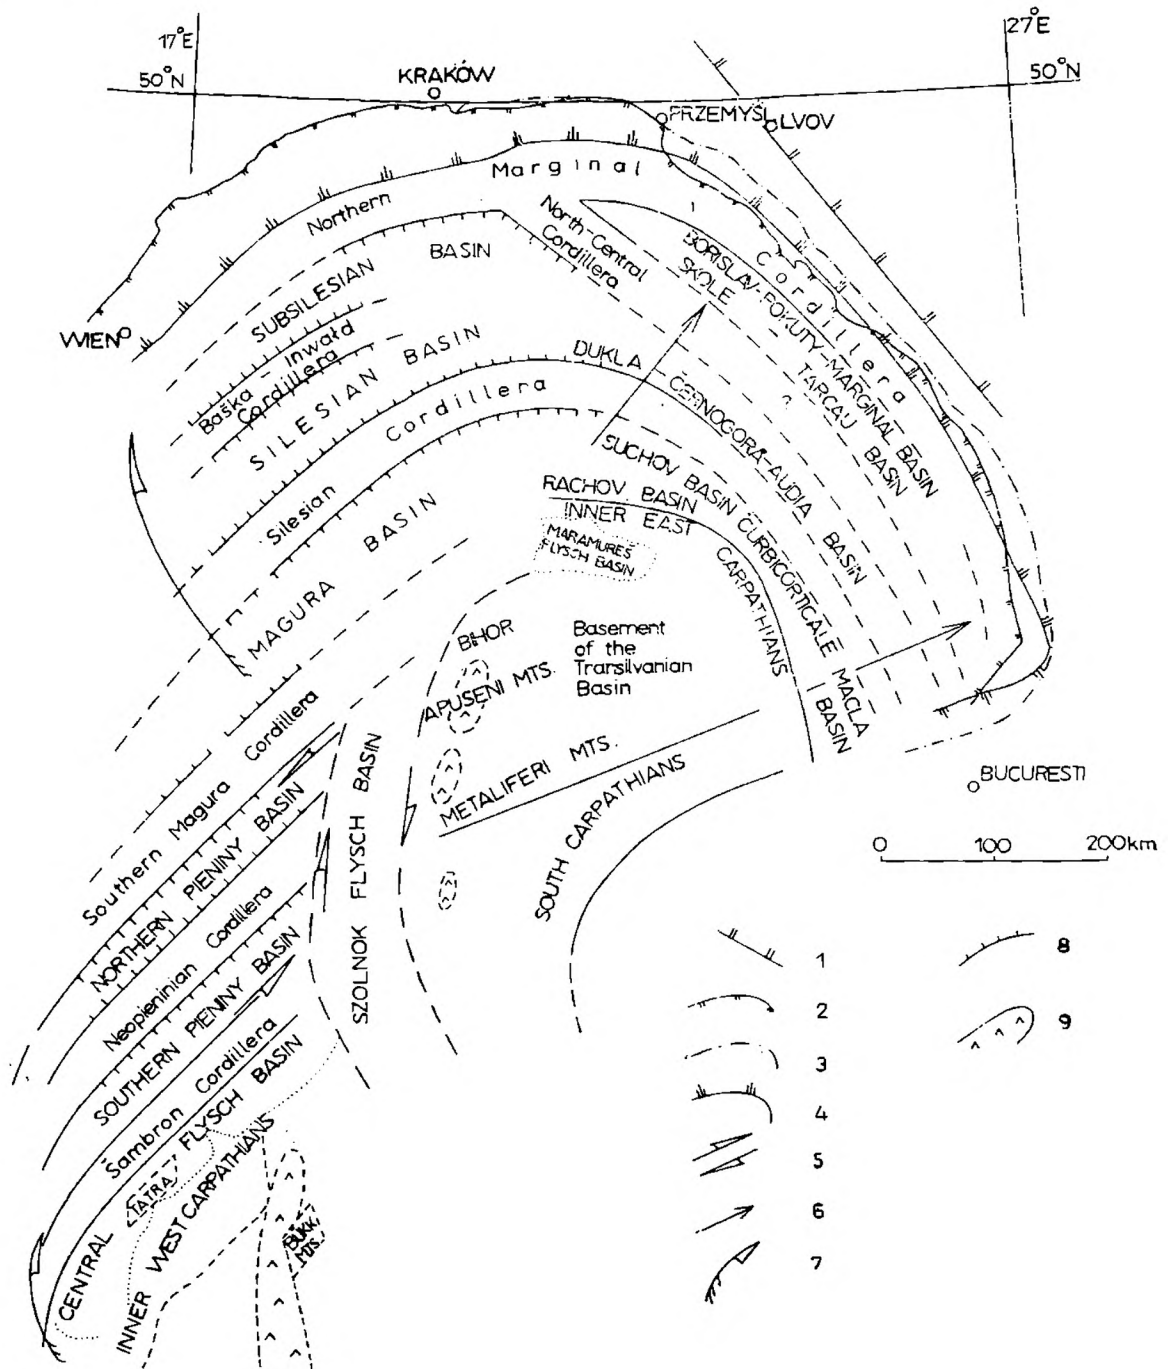 17°E
27°E
50°N
50°N
KRAKÓW
PRZEMYŚL
LVOV
WIEN
Northern Marginal Cordillera
North-Central
Cordillera
SUBSILESIAN BASIN
Baška - Inwałd
Cordillera
SILESIAN BASIN
Silesian Cordillera
MAGURA BASIN
BORISLAV-POKUTY-MARGINAL BASIN
SKOLE
TARCAU BASIN
?
DUKLA
CERNOGORA-AUDIA BASIN
SUCHOV BASIN
CURBICORTICALE
MACLA
BASIN
RACHOV BASIN
INNER EAST
CARPATHIANS
MARAMURES
FLYSCH BASIN
BIHOR
APUSENI MTS.
Basement
of the
Transilvanian
Basin
METALIFERI MTS.
SOUTH CARPATHIANS
SZOLNOK FLYSCH BASIN
BUCURESTI
0 100 200km
Southern Magura Cordillera
NORTHERN PIENINY BASIN
Neopieninian Cordillera
SOUTHERN PIENINY BASIN
Šambron Cordillera
CENTRAL FLYSCH BASIN
TATRA
INNER WEST CARPATHIANS
BUKK
MTS.
1
2
3
4
5
6
7
8
9